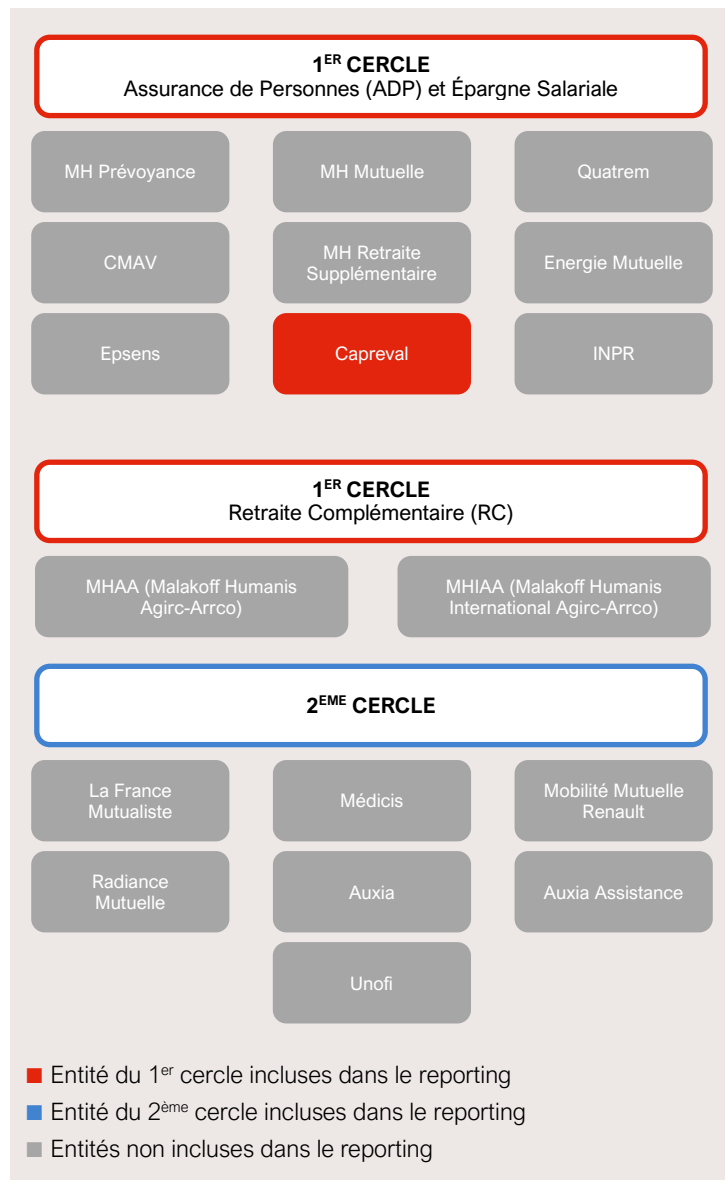 1ER CERCLE
Assurance de Personnes (ADP) et Épargne Salariale
MH Prévoyance
MH Mutuelle
Quatrem
CMAV
MH Retraite
Supplémentaire
Energie Mutuelle
Epsens
Capreval
INPR
1ER CERCLE
Retraite Complémentaire (RC)
MHAA (Malakoff Humanis
Agirc-Arrco)
MHIAA (Malakoff Humanis
International Agirc-Arrco)
2EME CERCLE
La France
Mutualiste
Médicis
Mobilité Mutuelle
Renault
Radiance
Mutuelle
Auxia
Auxia Assistance
Unofi
Entité du 1er cercle incluses dans le reporting
Entité du 2ème cercle incluses dans le reporting
Entités non incluses dans le reporting